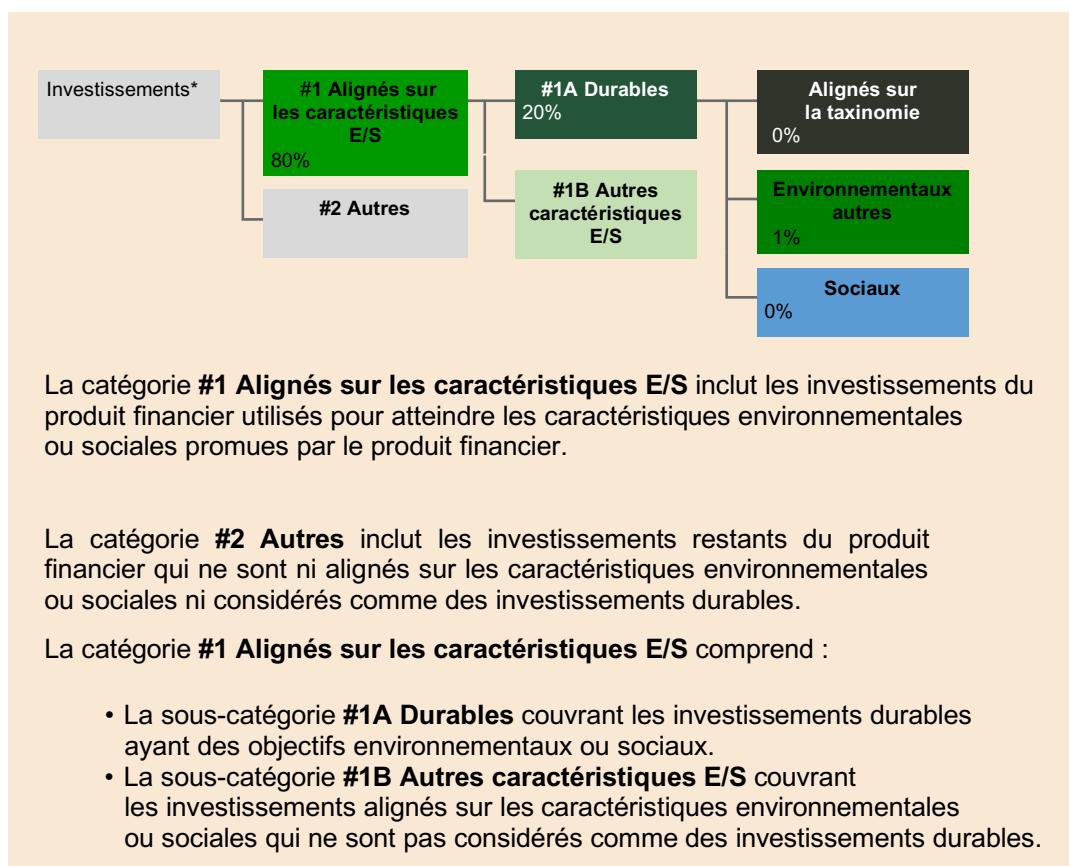 Investissements*
#1 Alignés sur
les caractéristiques
E/S
80%
#2 Autres
#1A Durables
20%
#1B Autres
caractéristiques
E/S
Alignés sur
la taxinomie
0%
Environnementaux
autres
1%
Sociaux
0%
La catégorie #1 Alignés sur les caractéristiques E/S inclut les investissements du
produit financier utilisés pour atteindre les caractéristiques environnementales
ou sociales promues par le produit financier.
La catégorie #2 Autres inclut les investissements restants du produit
financier qui ne sont ni alignés sur les caractéristiques environnementales
ou sociales ni considérés comme des investissements durables.
La catégorie #1 Alignés sur les caractéristiques E/S comprend :
• La sous-catégorie #1A Durables couvrant les investissements durables
ayant des objectifs environnementaux ou sociaux.
• La sous-catégorie #1B Autres caractéristiques E/S couvrant
les investissements alignés sur les caractéristiques environnementales
ou sociales qui ne sont pas considérés comme des investissements durables.